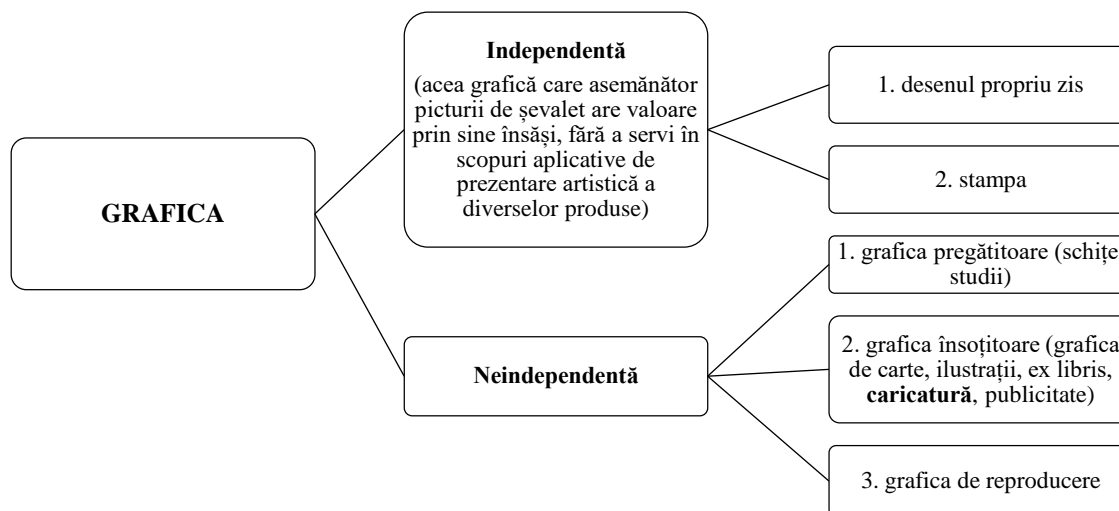 GRAFICA
Independentă
(acea grafică care asemănător
picturii de șevalet are valoare
prin sine însăși, fără a servi în
scopuri aplicative de
prezentare artistică a
diverselor produse)
1. desenul propriu zis
2. stampa
Neindependentă
1. grafica pregătitoare (schițe
studii)
2. grafica însoțitoare (grafica
de carte, ilustrații, ex libris,
caricatură, publicitate)
3. grafica de reproducere